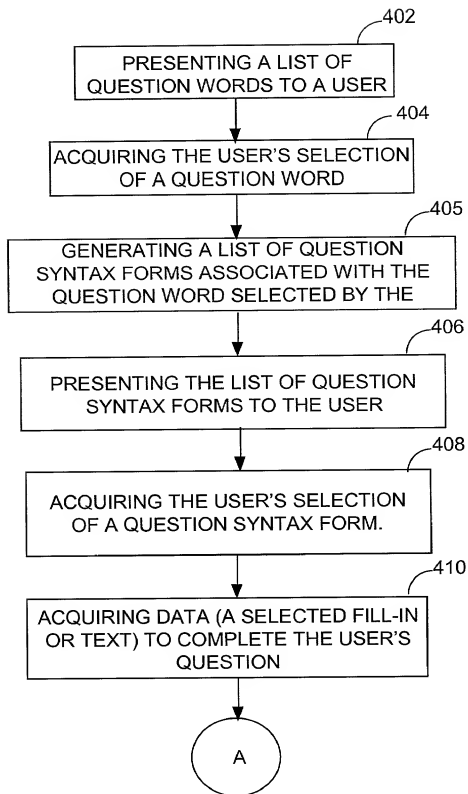 402
PRESENTING A LIST OF
QUESTION WORDS TO A USER
404
ACQUIRING THE USER'S SELECTION
OF A QUESTION WORD
405
GENERATING A LIST OF QUESTION
SYNTAX FORMS ASSOCIATED WITH THE
QUESTION WORD SELECTED BY THE
406
PRESENTING THE LIST OF QUESTION
SYNTAX FORMS TO THE USER
408
ACQUIRING THE USER'S SELECTION
OF A QUESTION SYNTAX FORM.
410
ACQUIRING DATA (A SELECTED FILL-IN
OR TEXT) TO COMPLETE THE USER'S
QUESTION
A